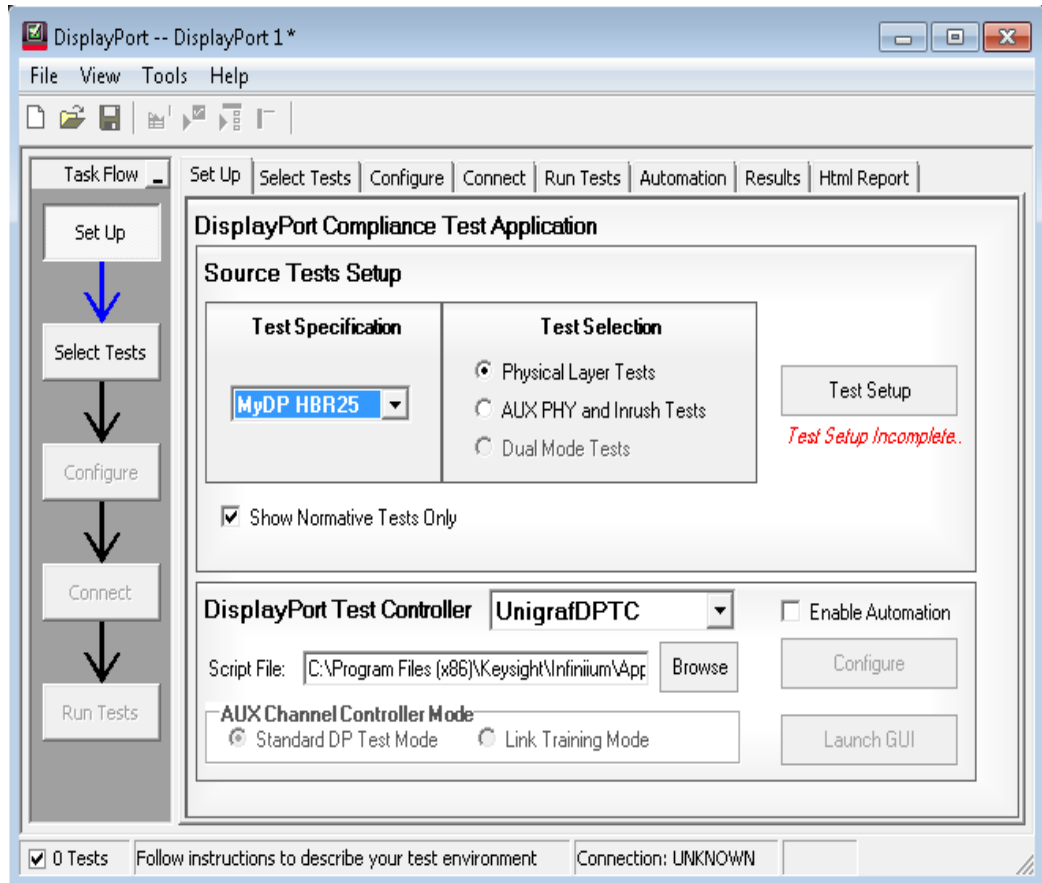 DisplayPort -- DisplayPort 1 *
File View Tools Help
Task Flow
Set Up
Select Tests
Configure
Connect
Run Tests
Set Up Select Tests Configure Connect Run Tests Automation Results Html Report
DisplayPort Compliance Test Application
Source Tests Setup
Test Specification
MyDP HBR25
Test Selection
Physical Layer Tests
AUX PHY and Inrush Tests
Dual Mode Tests
Test Setup
Test Setup Incomplete..
Show Normative Tests Only
DisplayPort Test Controller UnigrafDPTC
Enable Automation
Script File: C:\Program Files (x86)\Keysight\Infiniium\App Browse
Configure
AUX Channel Controller Mode
Standard DP Test Mode Link Training Mode
Launch GUI
0 Tests Follow instructions to describe your test environment Connection: UNKNOWN